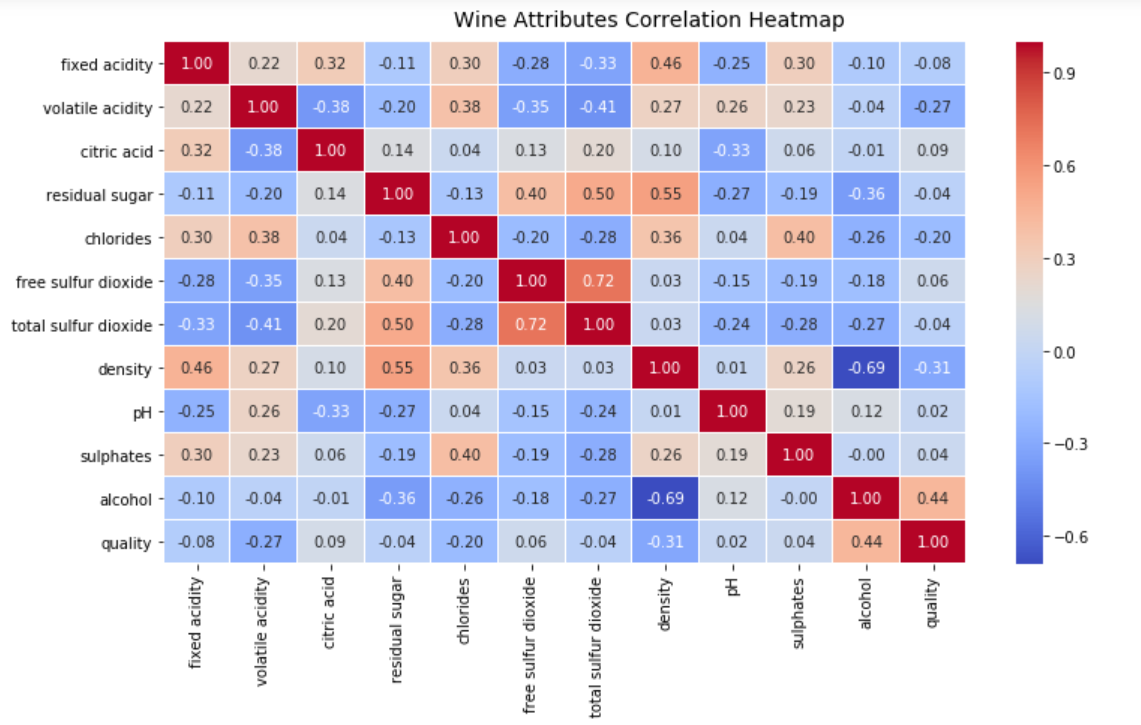 Wine Attributes Correlation Heatmap
fixed acidity 1.00 0.22 0.32 -0.11 0.30 -0.28 -0.33 0.46 -0.25 0.30 -0.10 -0.08
volatile acidity 0.22 1.00 -0.38 -0.20 0.38 -0.35 -0.41 0.27 0.26 0.23 -0.04 -0.27
citric acid 0.32 -0.38 1.00 0.14 0.04 0.13 0.20 0.10 -0.33 0.06 -0.01 0.09
residual sugar -0.11 -0.20 0.14 1.00 -0.13 0.40 0.50 0.55 -0.27 -0.19 -0.36 -0.04
chlorides 0.30 0.38 0.04 -0.13 1.00 -0.20 -0.28 0.36 0.04 0.40 -0.26 -0.20
free sulfur dioxide -0.28 -0.35 0.13 0.40 -0.20 1.00 0.72 0.03 -0.15 -0.19 -0.18 0.06
total sulfur dioxide -0.33 -0.41 0.20 0.50 -0.28 0.72 1.00 0.03 -0.24 -0.28 -0.27 -0.04
density 0.46 0.27 0.10 0.55 0.36 0.03 0.03 1.00 0.01 0.26 -0.69 -0.31
pH -0.25 0.26 -0.33 -0.27 0.04 -0.15 -0.24 0.01 1.00 0.19 0.12 0.02
sulphates 0.30 0.23 0.06 -0.19 0.40 -0.19 -0.28 0.26 0.19 1.00 -0.00 0.04
alcohol -0.10 -0.04 -0.01 -0.36 -0.26 -0.18 -0.27 -0.69 0.12 -0.00 1.00 0.44
quality -0.08 -0.27 0.09 -0.04 -0.20 0.06 -0.04 -0.31 0.02 0.04 0.44 1.00
fixed acidity
volatile acidity
citric acid
residual sugar
chlorides
free sulfur dioxide
total sulfur dioxide
density
pH
sulphates
alcohol
quality
0.9
0.6
0.3
0.0
−0.3
−0.6